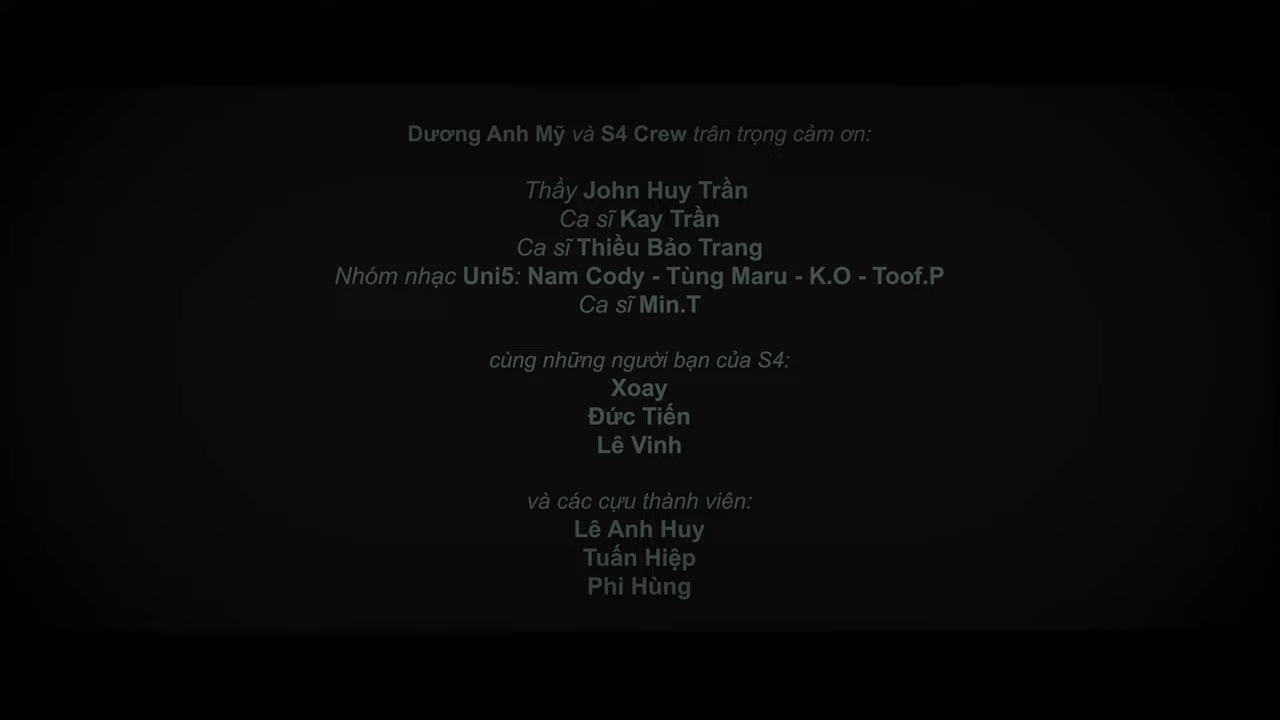 Dương Anh Mỹ và S4 Crew trân trọng cảm ơn:
Thầy John Huy Trần
Ca sĩ Kay Trần
Ca sĩ Thiều Bảo Trang
Nhóm nhạc Uni5: Nam Cody - Tùng Maru - K.O - Toof.P
Ca sĩ Min.T
cùng những người bạn của S4:
Xoay
Đức Tiến
Lê Vinh
và các cựu thành viên:
Lê Anh Huy
Tuấn Hiệp
Phi Hùng